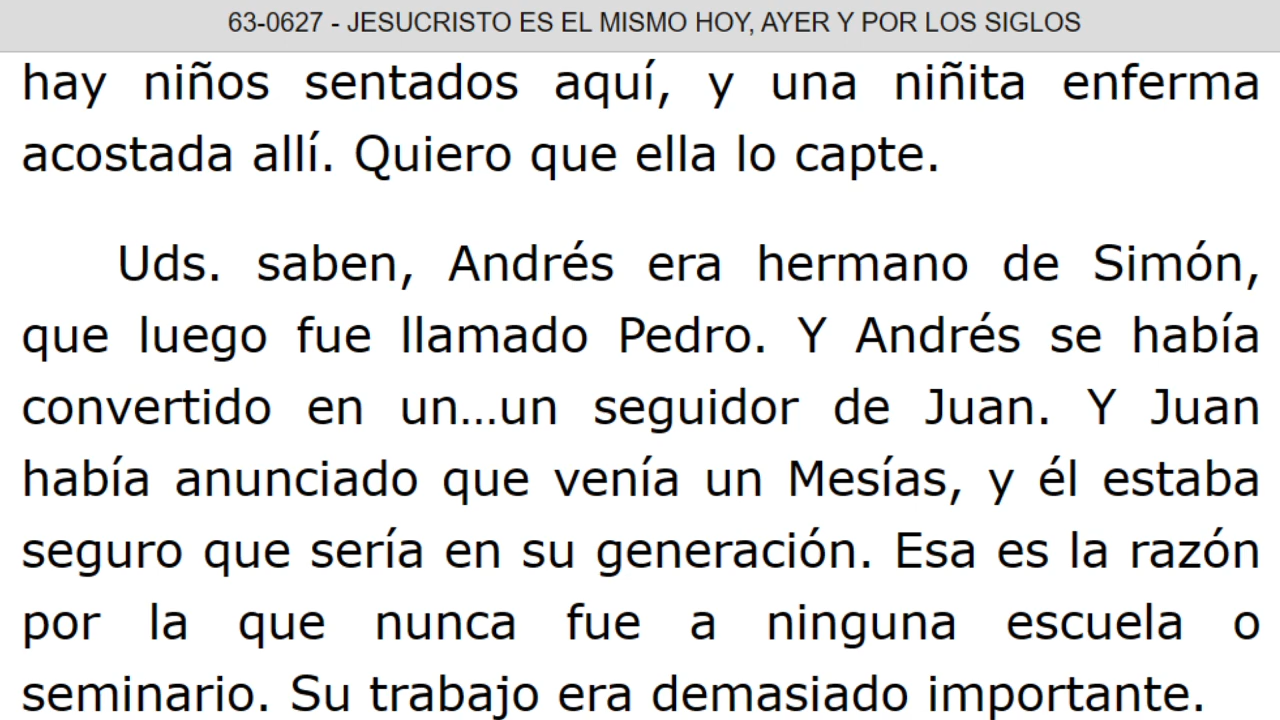 63-0627 - JESUCRISTO ES EL MISMO HOY, AYER Y POR LOS SIGLOS
hay niños sentados aquí, y una niñita enferma
acostada allí. Quiero que ella lo capte.
Uds. saben, Andrés era hermano de Simón,
que luego fue llamado Pedro. Y Andrés se había
convertido en un...un seguidor de Juan. Y Juan
había anunciado que venía un Mesías, y él estaba
seguro que sería en su generación. Esa es la razón
por la que nunca fue a ninguna escuela o
seminario. Su trabajo era demasiado importante.